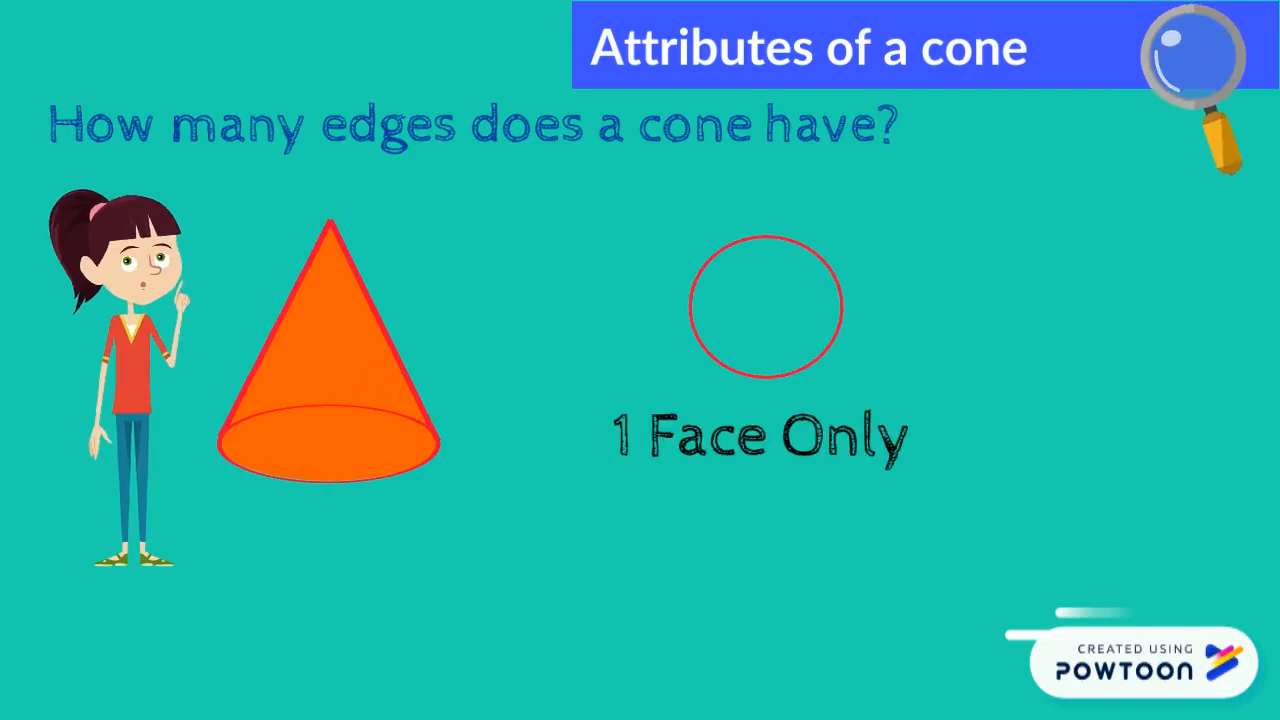 Attributes of a cone
How many edges does a cone have?
1 Face Only
CREATED USING
POWTOON